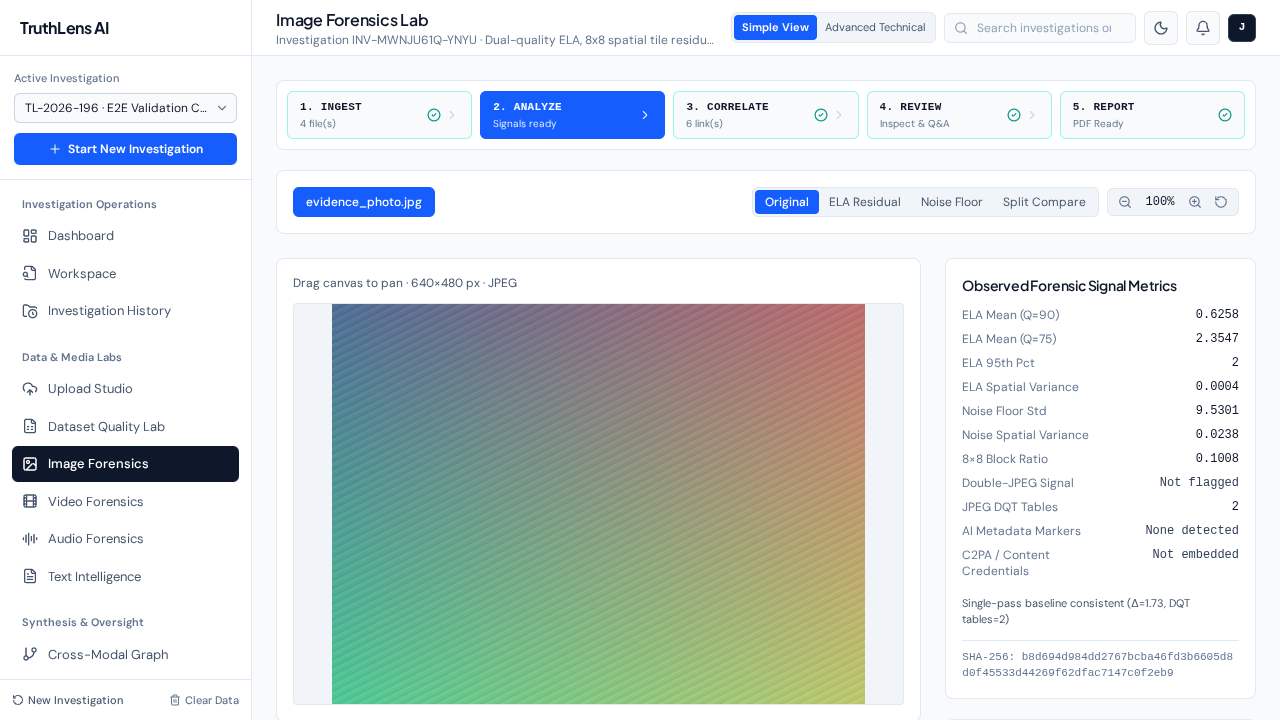 TruthLens AI
Active Investigation
TL-2026-196 · E2E Validation C...
Start New Investigation
Investigation Operations
Dashboard
Workspace
Investigation History
Data & Media Labs
Upload Studio
Dataset Quality Lab
Image Forensics
Video Forensics
Audio Forensics
Text Intelligence
Synthesis & Oversight
Cross-Modal Graph
New Investigation
Clear Data
Image Forensics Lab
Investigation INV-MWNJU61Q-YNYU · Dual-quality ELA, 8x8 spatial tile residu...
Simple View
Advanced Technical
Search investigations or
J
1. INGEST
4 file(s)
2. ANALYZE
Signals ready
3. CORRELATE
6 link(s)
4. REVIEW
Inspect & Q&A
5. REPORT
PDF Ready
evidence_photo.jpg
Original
ELA Residual
Noise Floor
Split Compare
100%
Drag canvas to pan · 640×480 px · JPEG
Observed Forensic Signal Metrics
ELA Mean (Q=90) 0.6258
ELA Mean (Q=75) 2.3547
ELA 95th Pct 2
ELA Spatial Variance 0.0004
Noise Floor Std 9.5301
Noise Spatial Variance 0.0238
8×8 Block Ratio 0.1008
Double-JPEG Signal Not flagged
JPEG DQT Tables 2
AI Metadata Markers None detected
C2PA / Content Not embedded
Credentials
Single-pass baseline consistent (Δ=1.73, DQT
tables=2)
SHA-256: b8d694d984dd2767bcba46fd3b6605d8
d0f45533d44269f62dfac7147c0f2eb9